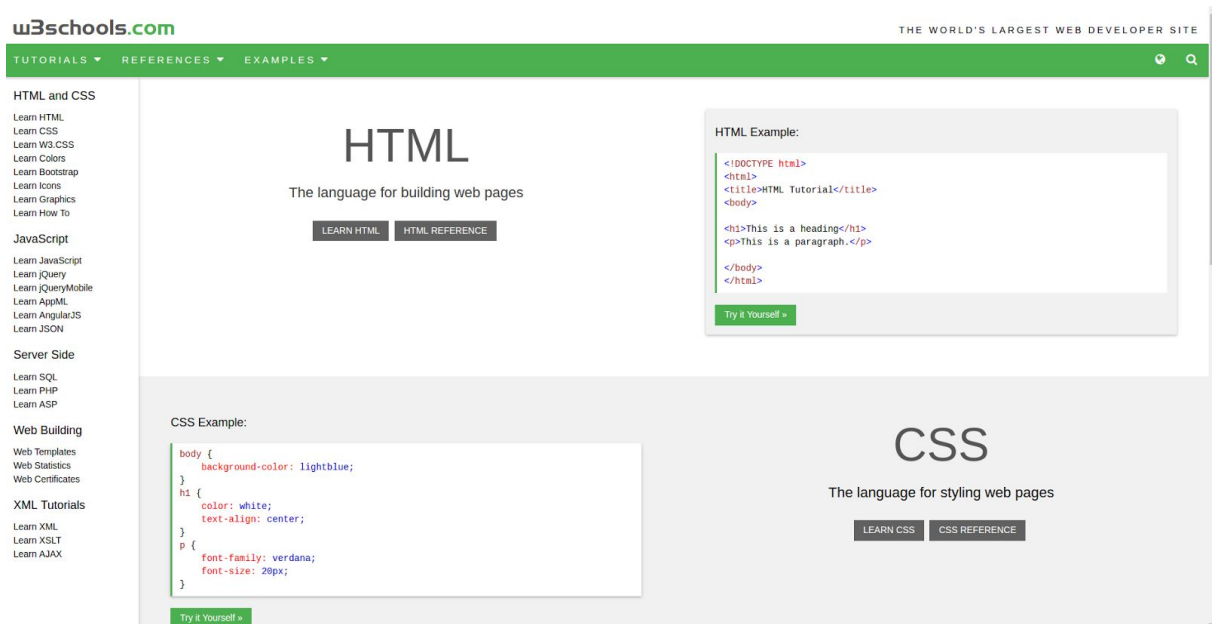 w3schools.com
THE WORLD'S LARGEST WEB DEVELOPER SITE
TUTORIALS REFERENCES EXAMPLES
HTML and CSS
Learn HTML
Learn CSS
Learn W3.CSS
Learn Colors
Learn Bootstrap
Learn Icons
Learn Graphics
Learn How To
JavaScript
Learn JavaScript
Learn jQuery
Learn jQueryMobile
Learn AppML
Learn AngularJS
Learn JSON
Server Side
Learn SQL
Learn PHP
Learn ASP
Web Building
Web Templates
Web Statistics
Web Certificates
XML Tutorials
Learn XML
Learn XSLT
Learn AJAX
HTML
The language for building web pages
LEARN HTML HTML REFERENCE
HTML Example:
<!DOCTYPE html>
<html>
<title>HTML Tutorial</title>
<body>
<h1>This is a heading</h1>
<p>This is a paragraph.</p>
</body>
</html>
Try it Yourself »
CSS Example:
body {
    background-color: lightblue;
}
h1 {
    color: white;
    text-align: center;
}
p {
    font-family: verdana;
    font-size: 20px;
}
Try it Yourself »
CSS
The language for styling web pages
LEARN CSS CSS REFERENCE